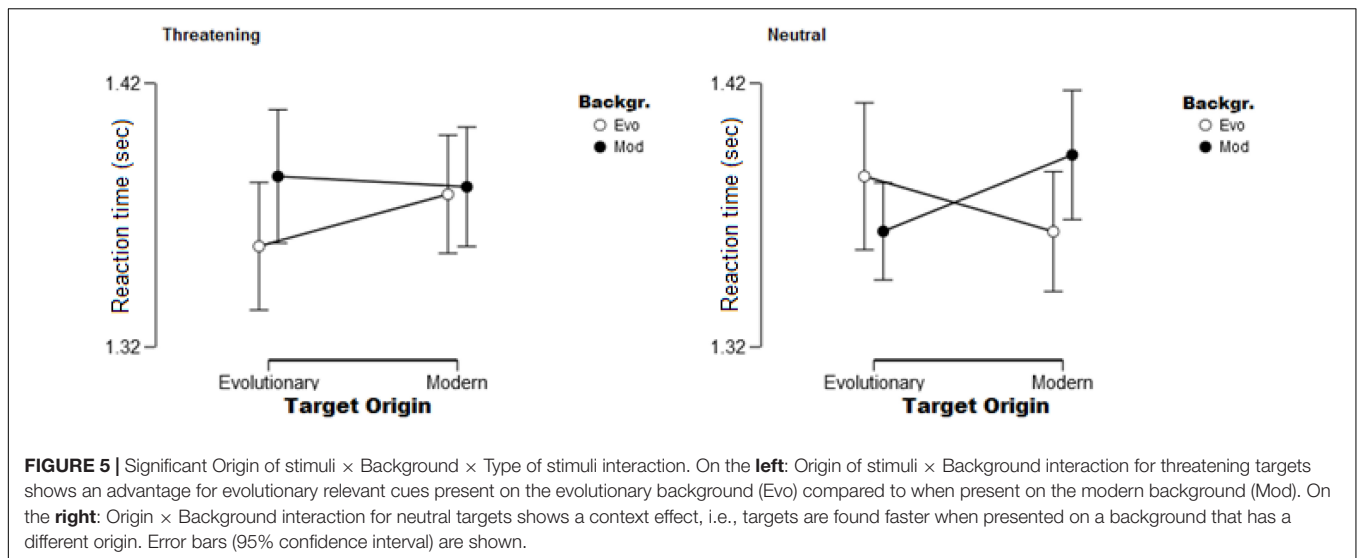 Threatening
1.42
Reaction time (sec)
1.32
Backgr.
Evo
Mod
Evolutionary Modern
Target Origin
Neutral
1.42
Reaction time (sec)
1.32
Backgr.
Evo
Mod
Evolutionary Modern
Target Origin
FIGURE 5 | Significant Origin of stimuli × Background × Type of stimuli interaction. On the left: Origin of stimuli × Background interaction for threatening targets
shows an advantage for evolutionary relevant cues present on the evolutionary background (Evo) compared to when present on the modern background (Mod). On
the right: Origin × Background interaction for neutral targets shows a context effect, i.e., targets are found faster when presented on a background that has a
different origin. Error bars (95% confidence interval) are shown.